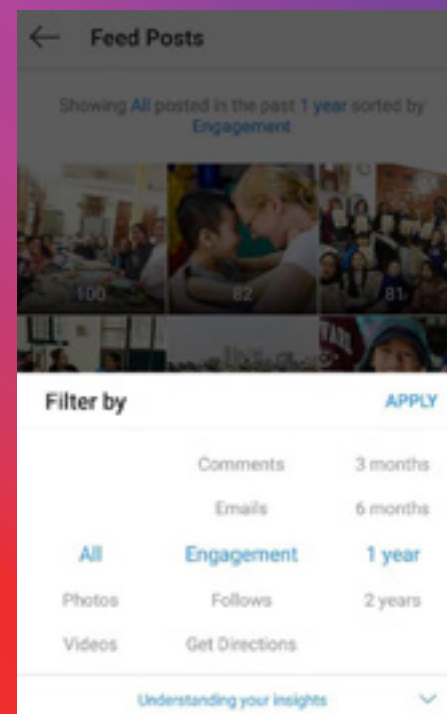 ← Feed Posts
Showing All posted in the past 1 year sorted by
Engagement
100 82 81
Filter by APPLY
Comments 3 months
Emails 6 months
All Engagement 1 year
Photos Follows 2 years
Videos Get Directions
Understanding your insights